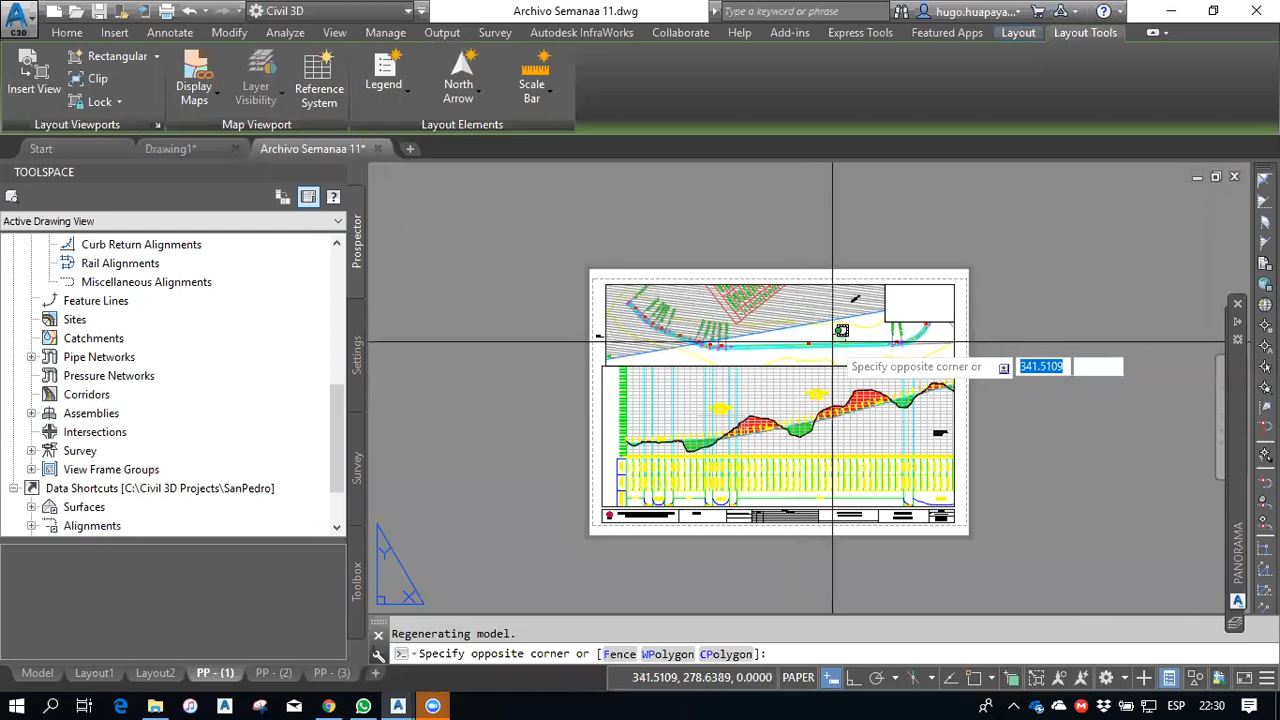 C3D
Civil 3D
Archivo Semanaa 11.dwg
Type a keyword or phrase
hugo.huapaya...
Home Insert Annotate Modify Analyze View Manage Output Survey Autodesk InfraWorks Collaborate Help Add-ins Express Tools Featured Apps Layout Layout Tools
Insert View
Rectangular
Clip
Lock
Display Maps
Layer Visibility
Reference System
Legend
North Arrow
Scale Bar
Layout Viewports
Map Viewport
Layout Elements
Start
Drawing1*
Archivo Semanaa 11*
TOOLSPACE
Active Drawing View
Curb Return Alignments
Rail Alignments
Miscellaneous Alignments
Feature Lines
Sites
Catchments
Pipe Networks
Pressure Networks
Corridors
Assemblies
Intersections
Survey
View Frame Groups
Data Shortcuts [C:\Civil 3D Projects\SanPedro]
Surfaces
Alignments
Prospector
Settings
Survey
Toolbox
Specify opposite corner or
341.5109
PANORAMA
Y
X
Regenerating model.
Specify opposite corner or [Fence WPolygon CPolygon]:
Model Layout1 Layout2 PP - (1) PP - (2) PP - (3)
341.5109, 278.6389, 0.0000 PAPER
ESP 22:30